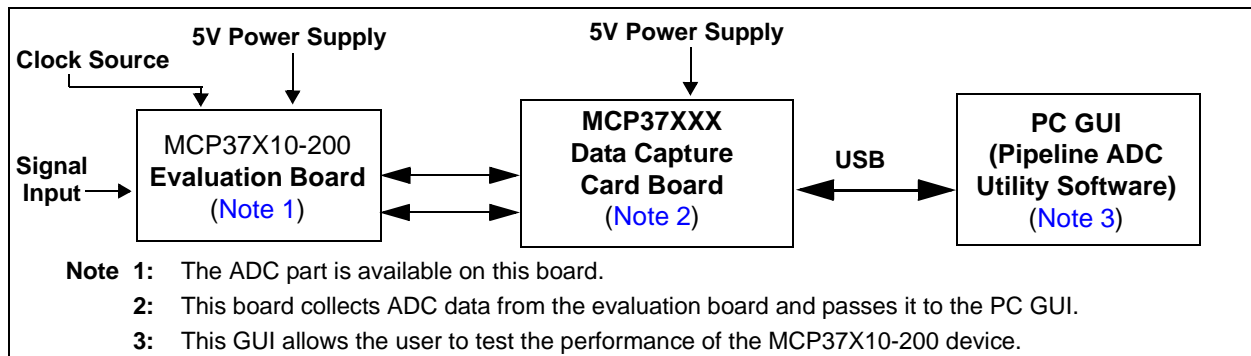 5V Power Supply
5V Power Supply
Clock Source
Signal
Input
MCP37X10-200
Evaluation Board
(Note 1)
MCP37XXX
Data Capture
Card Board
(Note 2)
USB
PC GUI
(Pipeline ADC
Utility Software)
(Note 3)
Note 1: The ADC part is available on this board.
2: This board collects ADC data from the evaluation board and passes it to the PC GUI.
3: This GUI allows the user to test the performance of the MCP37X10-200 device.